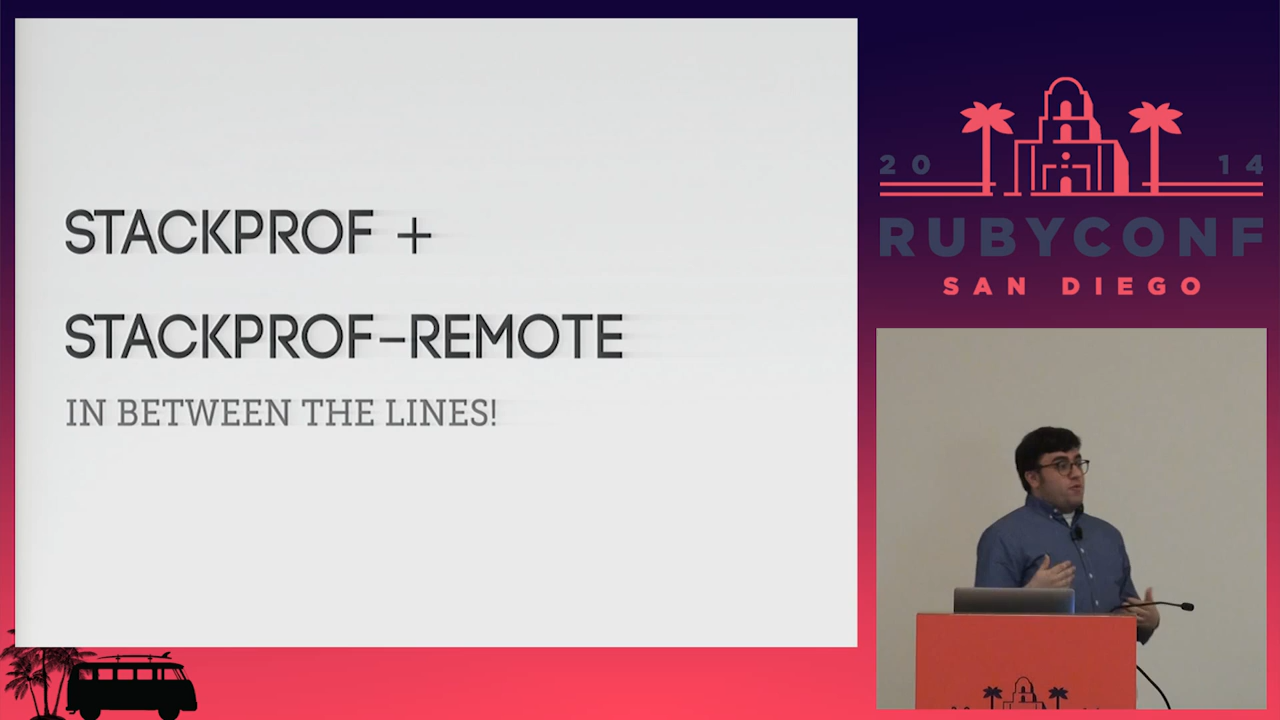 STACKPROF +
STACKPROF-REMOTE
IN BETWEEN THE LINES!
20 14
RUBYCONF
SAN DIEGO